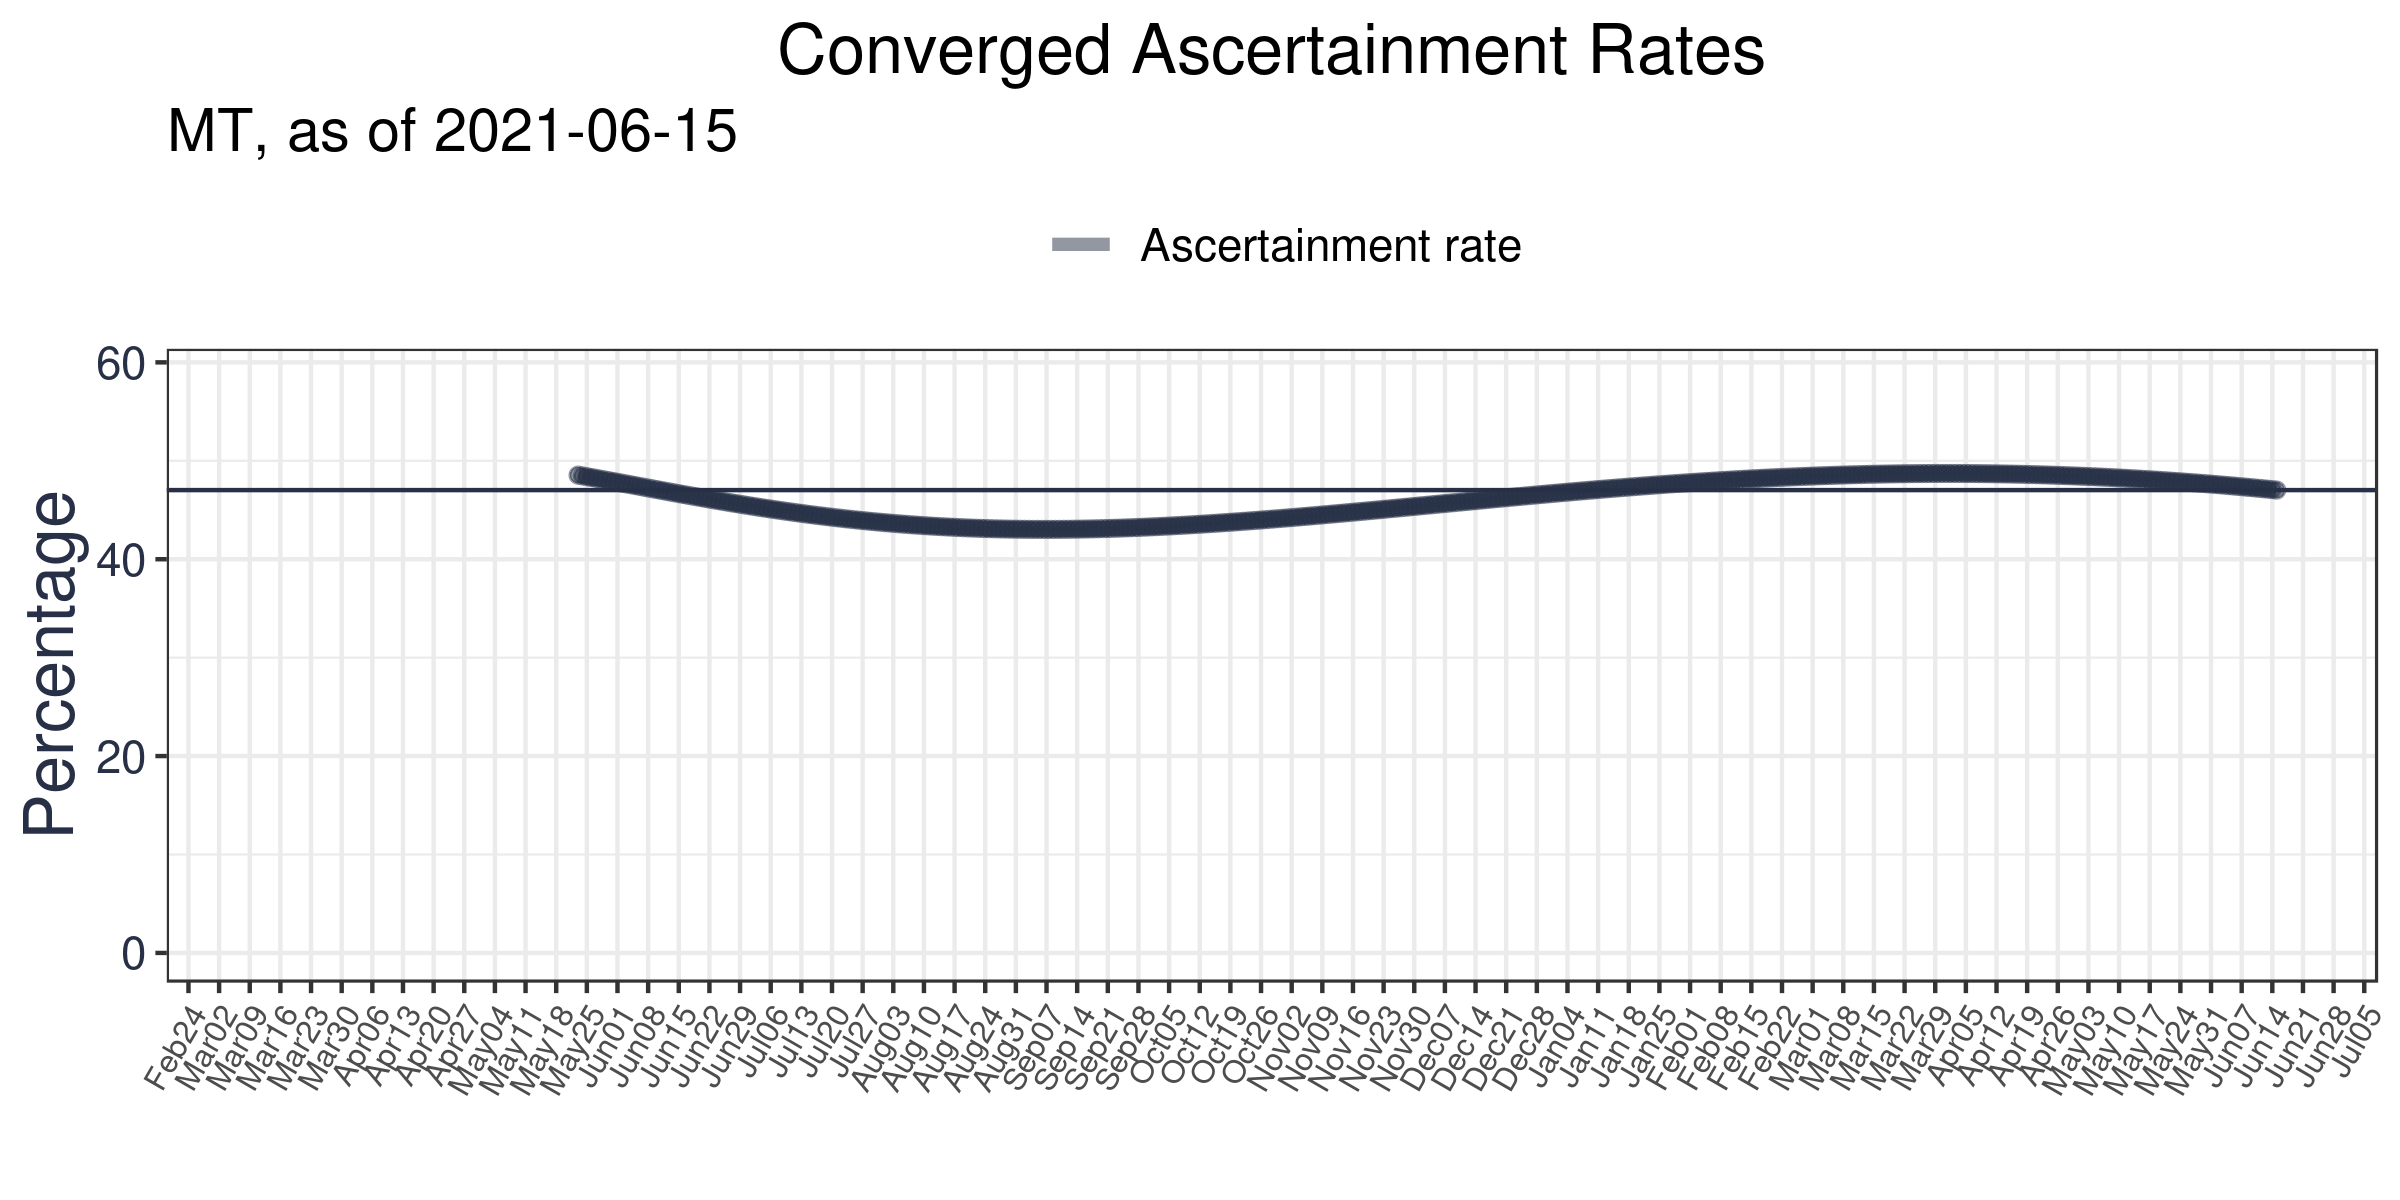 Converged Ascertainment Rates
MT, as of 2021-06-15
Ascertainment rate
Percentage
60
40
20
0
Feb24
Mar02
Mar09
Mar16
Mar23
Mar30
Apr06
Apr13
Apr20
Apr27
May04
May11
May18
May25
Jun01
Jun08
Jun15
Jun22
Jun29
Jul06
Jul13
Jul20
Jul27
Aug03
Aug10
Aug17
Aug24
Aug31
Sep07
Sep14
Sep21
Sep28
Oct05
Oct12
Oct19
Oct26
Nov02
Nov09
Nov16
Nov23
Nov30
Dec07
Dec14
Dec21
Dec28
Jan04
Jan11
Jan18
Jan25
Feb01
Feb08
Feb15
Feb22
Mar01
Mar08
Mar15
Mar22
Mar29
Apr05
Apr12
Apr19
Apr26
May03
May10
May17
May24
May31
Jun07
Jun14
Jun21
Jun28
Jul05